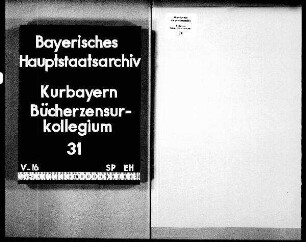 Bayerisches
Hauptstaatsarchiv
Kurbayern
Bücherzensur-
kollegium
31
V-16 SP EH